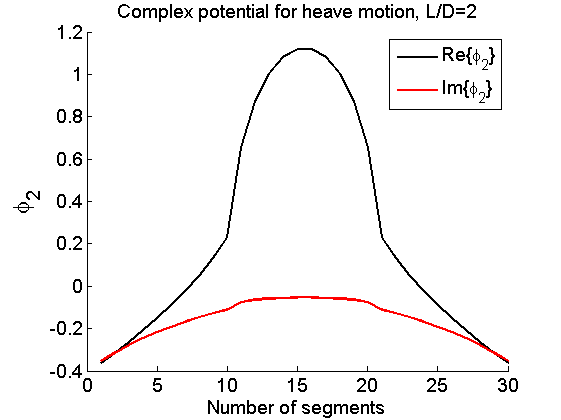 Complex potential for heave motion, L/D=2
1.2
1
0.8
0.6
0.4
0.2
0
-0.2
-0.4
ϕ2
Re{ϕ2}
Im{ϕ2}
0 5 10 15 20 25 30
Number of segments